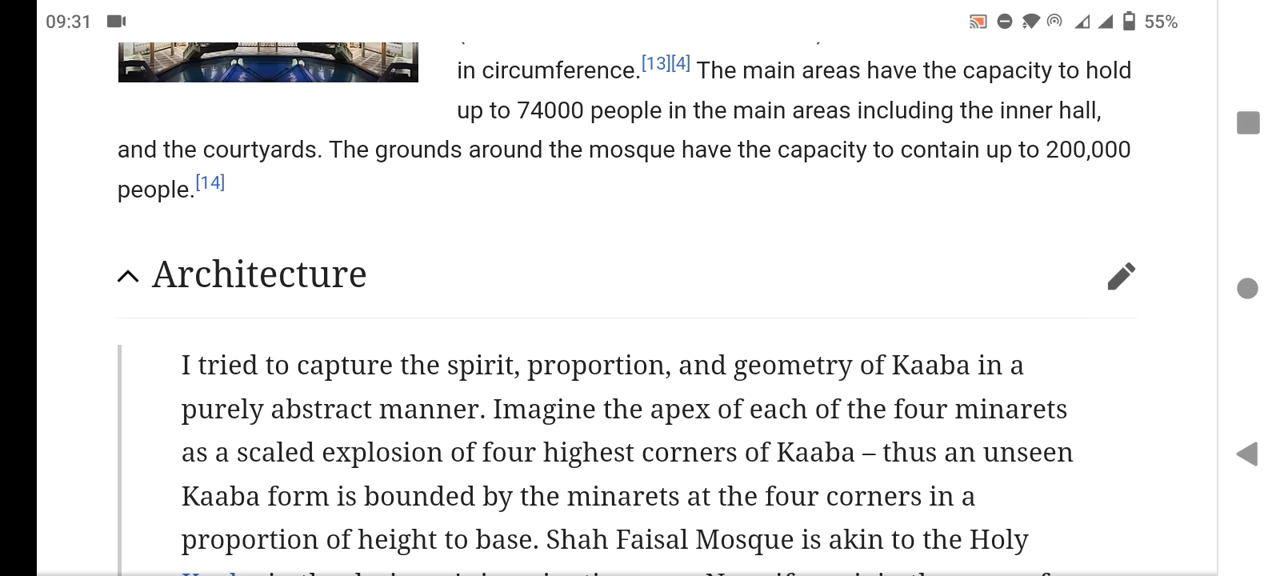 09:31
55%
in circumference.[13][4] The main areas have the capacity to hold
up to 74000 people in the main areas including the inner hall,
and the courtyards. The grounds around the mosque have the capacity to contain up to 200,000
people.[14]
Architecture
I tried to capture the spirit, proportion, and geometry of Kaaba in a
purely abstract manner. Imagine the apex of each of the four minarets
as a scaled explosion of four highest corners of Kaaba – thus an unseen
Kaaba form is bounded by the minarets at the four corners in a
proportion of height to base. Shah Faisal Mosque is akin to the Holy